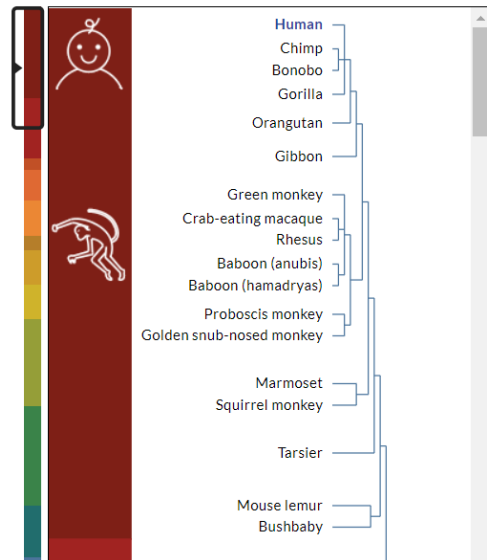 Human
Chimp
Bonobo
Gorilla
Orangutan
Gibbon
Green monkey
Crab-eating macaque
Rhesus
Baboon (anubis)
Baboon (hamadryas)
Proboscis monkey
Golden snub-nosed monkey
Marmoset
Squirrel monkey
Tarsier
Mouse lemur
Bushbaby